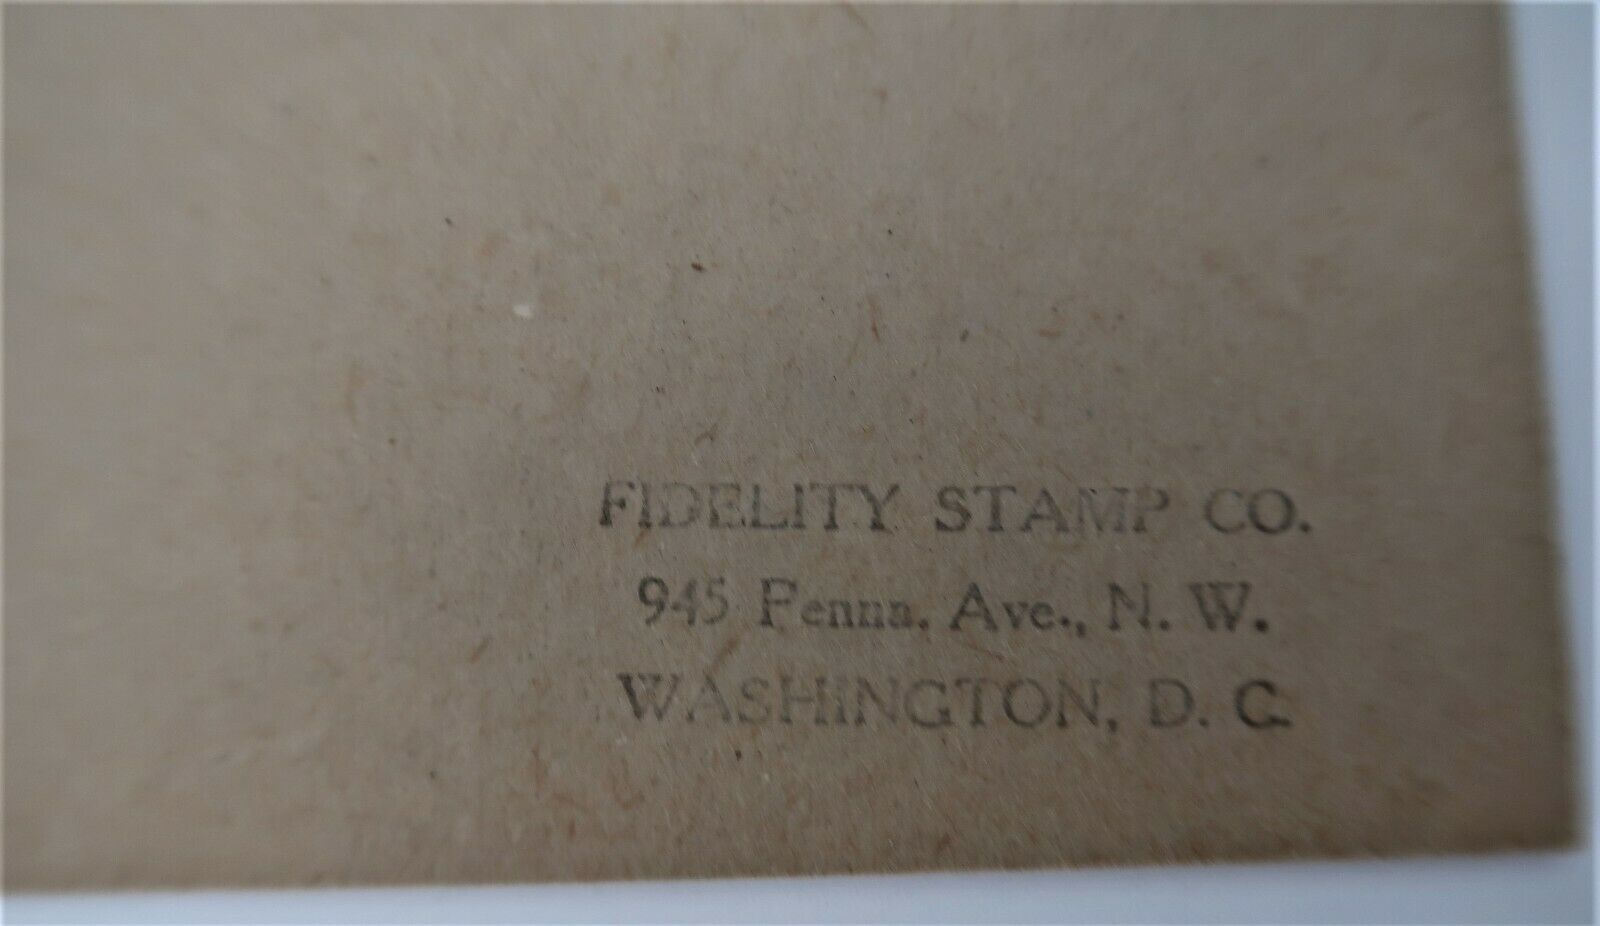 FIDELITY STAMP CO.
945 Penna. Ave., N. W.
WASHINGTON, D. C.